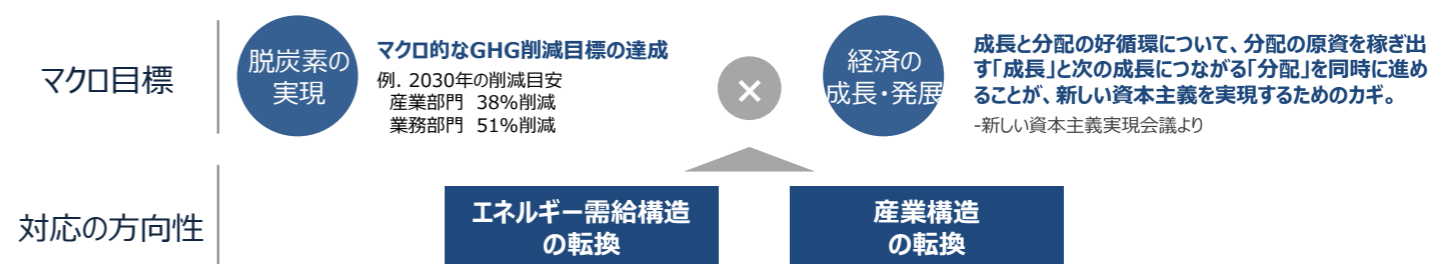 マクロ目標
脱炭素の
実現
マクロ的なGHG削減目標の達成
例. 2030年の削減目安
産業部門 38%削減
業務部門 51%削減
×
経済の
成長・発展
成長と分配の好循環について、分配の原資を稼ぎ出
す「成長」と次の成長につながる「分配」を同時に進め
ることが、新しい資本主義を実現するためのカギ。
-新しい資本主義実現会議より
対応の方向性
エネルギー需給構造
の転換
産業構造
の転換